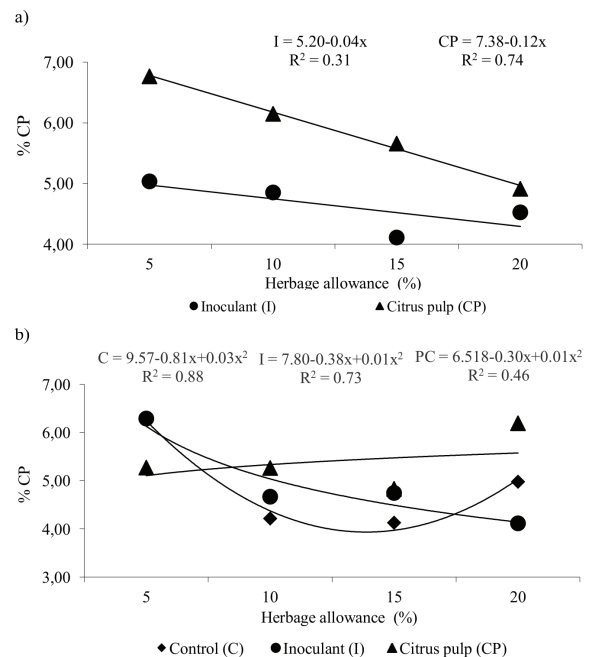 a)
I = 5.20-0.04x CP = 7.38-0.12x
R² = 0.31 R² = 0.74
7,00
6,00
5,00
4,00
% CP
5 10 15 20
Herbage allowance (%)
●Inoculant (I) ▲Citrus pulp (CP)
b)
C = 9.57-0.81x+0.03x² I = 7.80-0.38x+0.01x² PC = 6.518-0.30x+0.01x²
R² = 0.88 R² = 0.73 R² = 0.46
7,00
6,00
5,00
4,00
3,00
% CP
5 10 15 20
Herbage allowance (%)
◆ Control (C) ● Inoculant (I) ▲ Citrus pulp (CP)